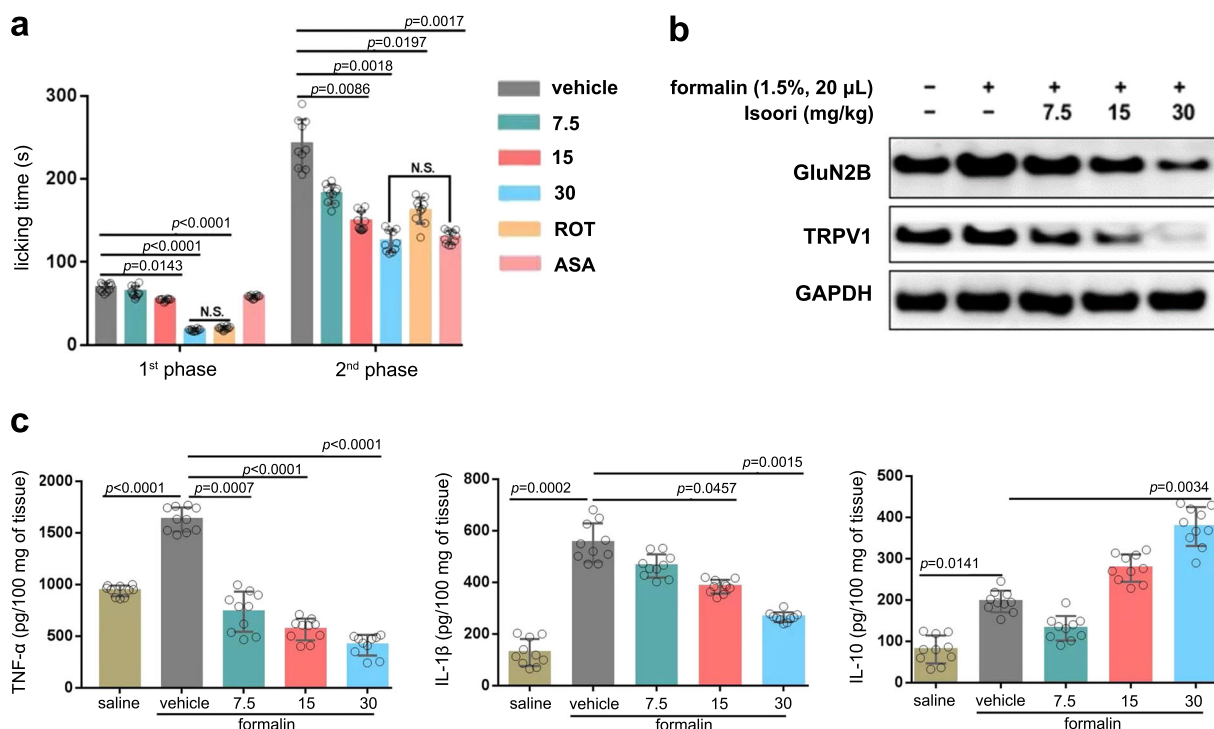 a
p=0.0017
p=0.0197
p=0.0018
p=0.0086
p<0.0001
p<0.0001
p=0.0143
N.S.
N.S.
licking time (s)
300
200
100
0
1st phase
2nd phase
vehicle
7.5
15
30
ROT
ASA
b
formalin (1.5%, 20 µL) - + + + +
Isoori (mg/kg) - - 7.5 15 30
GluN2B
TRPV1
GAPDH
c
TNF-α (pg/100 mg of tissue)
2000
1500
1000
500
0
p<0.0001
p<0.0001
p<0.0001
p=0.0007
saline vehicle 7.5 15 30
formalin
IL-1β (pg/100 mg of tissue)
800
600
400
200
0
p=0.0015
p=0.0002
p=0.0457
saline vehicle 7.5 15 30
formalin
IL-10 (pg/100 mg of tissue)
500
400
300
200
100
0
p=0.0034
p=0.0141
saline vehicle 7.5 15 30
formalin